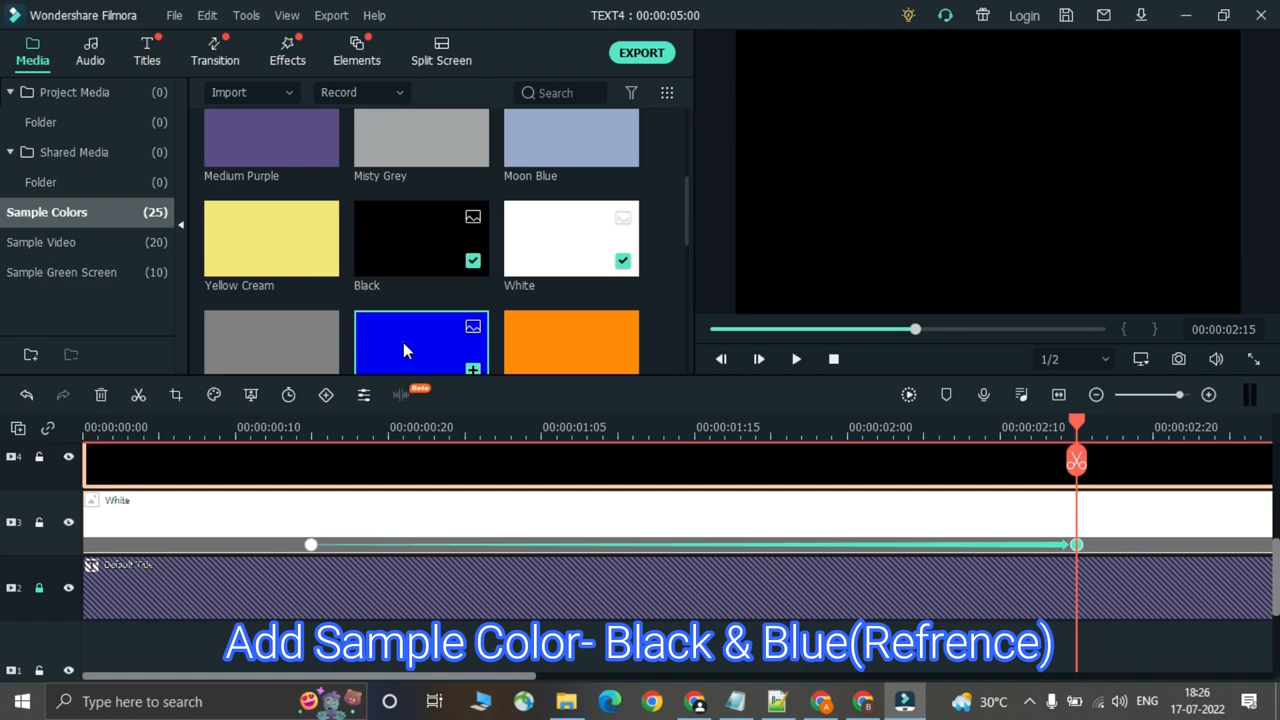 Wondershare Filmora
File
Edit
Tools
View
Export
Help
TEXT4 : 00:00:05:00
Login
Media
Audio
Titles
Transition
Effects
Elements
Split Screen
EXPORT
Project Media (0)
Folder (0)
Shared Media (0)
Folder (0)
Sample Colors (25)
Sample Video (20)
Sample Green Screen (10)
Import
Record
Search
Medium Purple
Misty Grey
Moon Blue
Yellow Cream
Black
White
00:00:02:15
1/2
Beta
00:00:00:00
00:00:00:10
00:00:00:20
00:00:01:05
00:00:01:15
00:00:02:00
00:00:02:10
00:00:02:20
4
White
3
Default Title
2
1
Add Sample Color- Black & Blue(Refrence)
Type here to search
30°C
ENG
18:26
17-07-2022